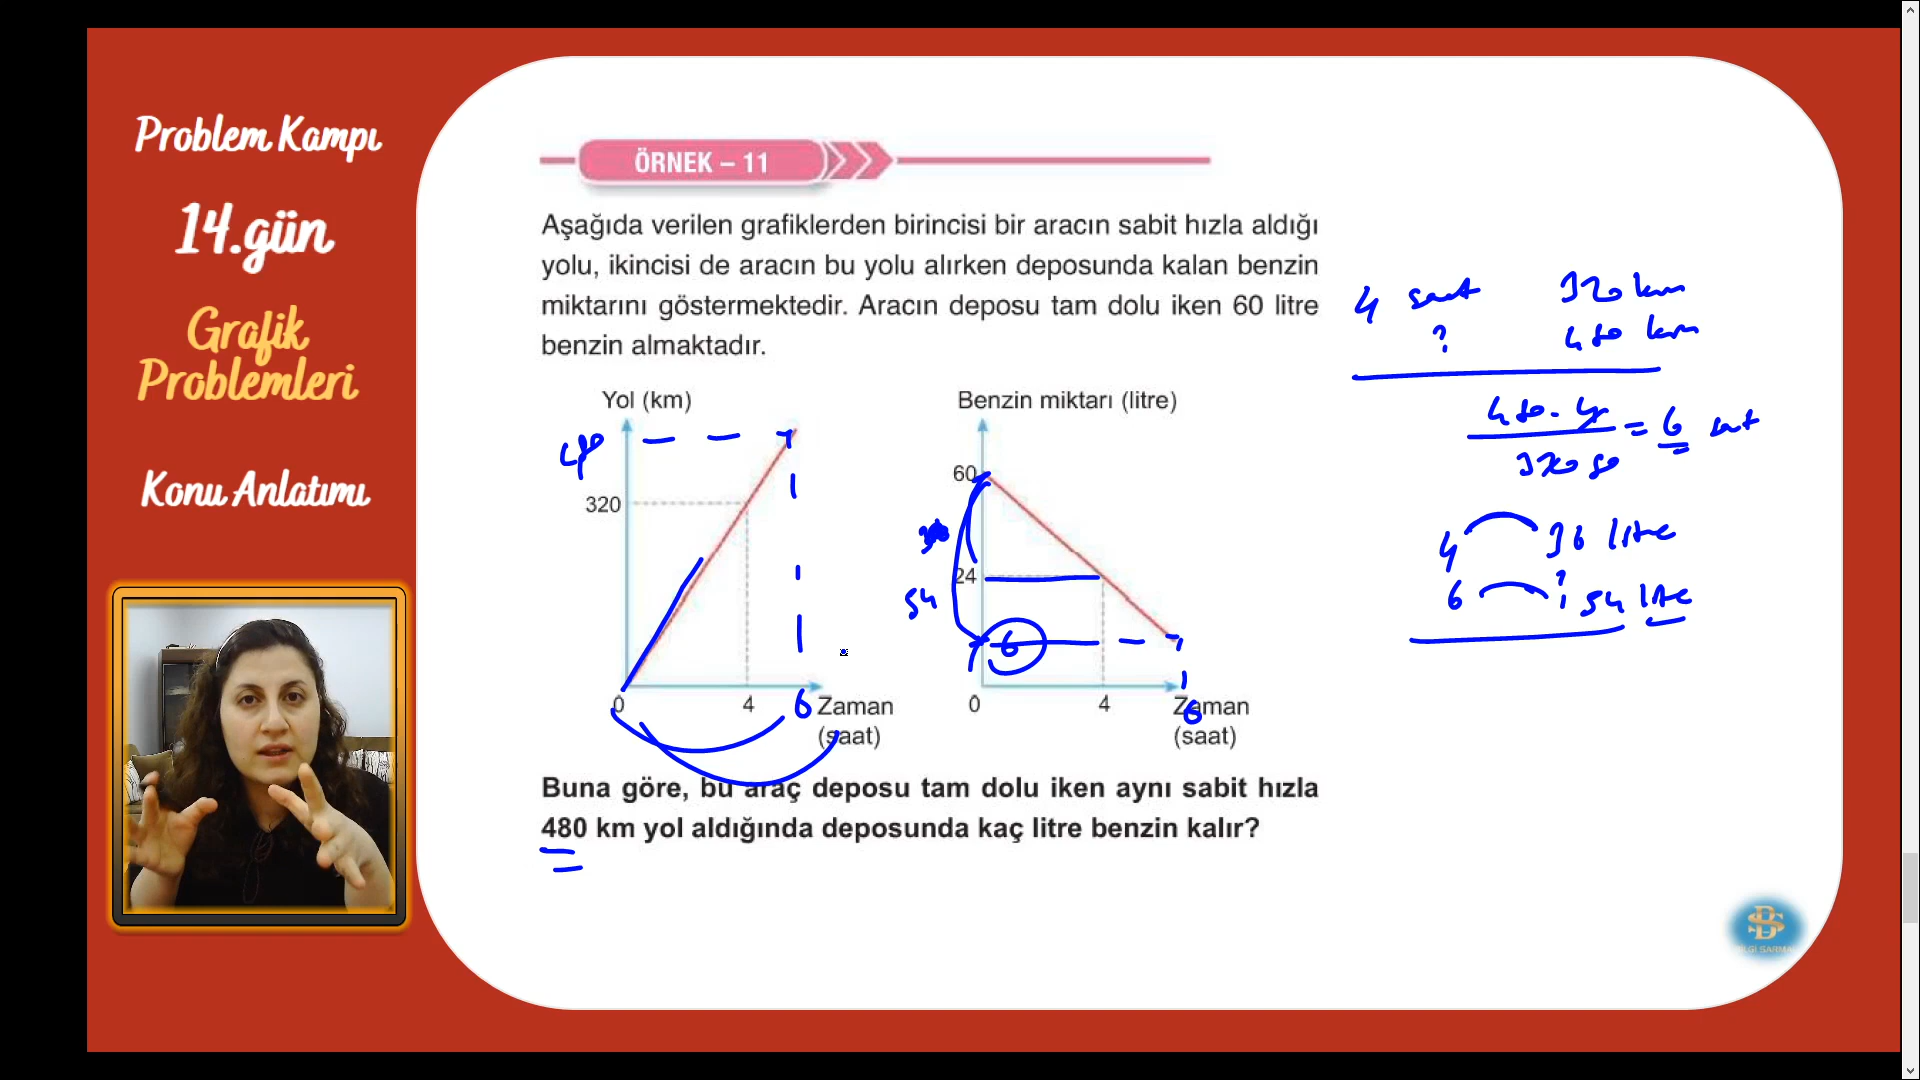 Problem Kampı
14.gün
Grafik
Problemleri
Konu Anlatımı
ÖRNEK – 11
Aşağıda verilen grafiklerden birincisi bir aracın sabit hızla aldığı
yolu, ikincisi de aracın bu yolu alırken deposunda kalan benzin
miktarını göstermektedir. Aracın deposu tam dolu iken 60 litre
benzin almaktadır.
Yol (km)
480
320
0
4
6
Zaman
(saat)
Benzin miktarı (litre)
60
24
54
6
0
4
6
Zaman
(saat)
Buna göre, bu araç deposu tam dolu iken aynı sabit hızla
480 km yol aldığında deposunda kaç litre benzin kalır?
4 saat 320 km
? 480 km
480 . 4
= 6 saat
320 80
4 36 litre
6 ? 54 litre
BİLGİ SARMAL